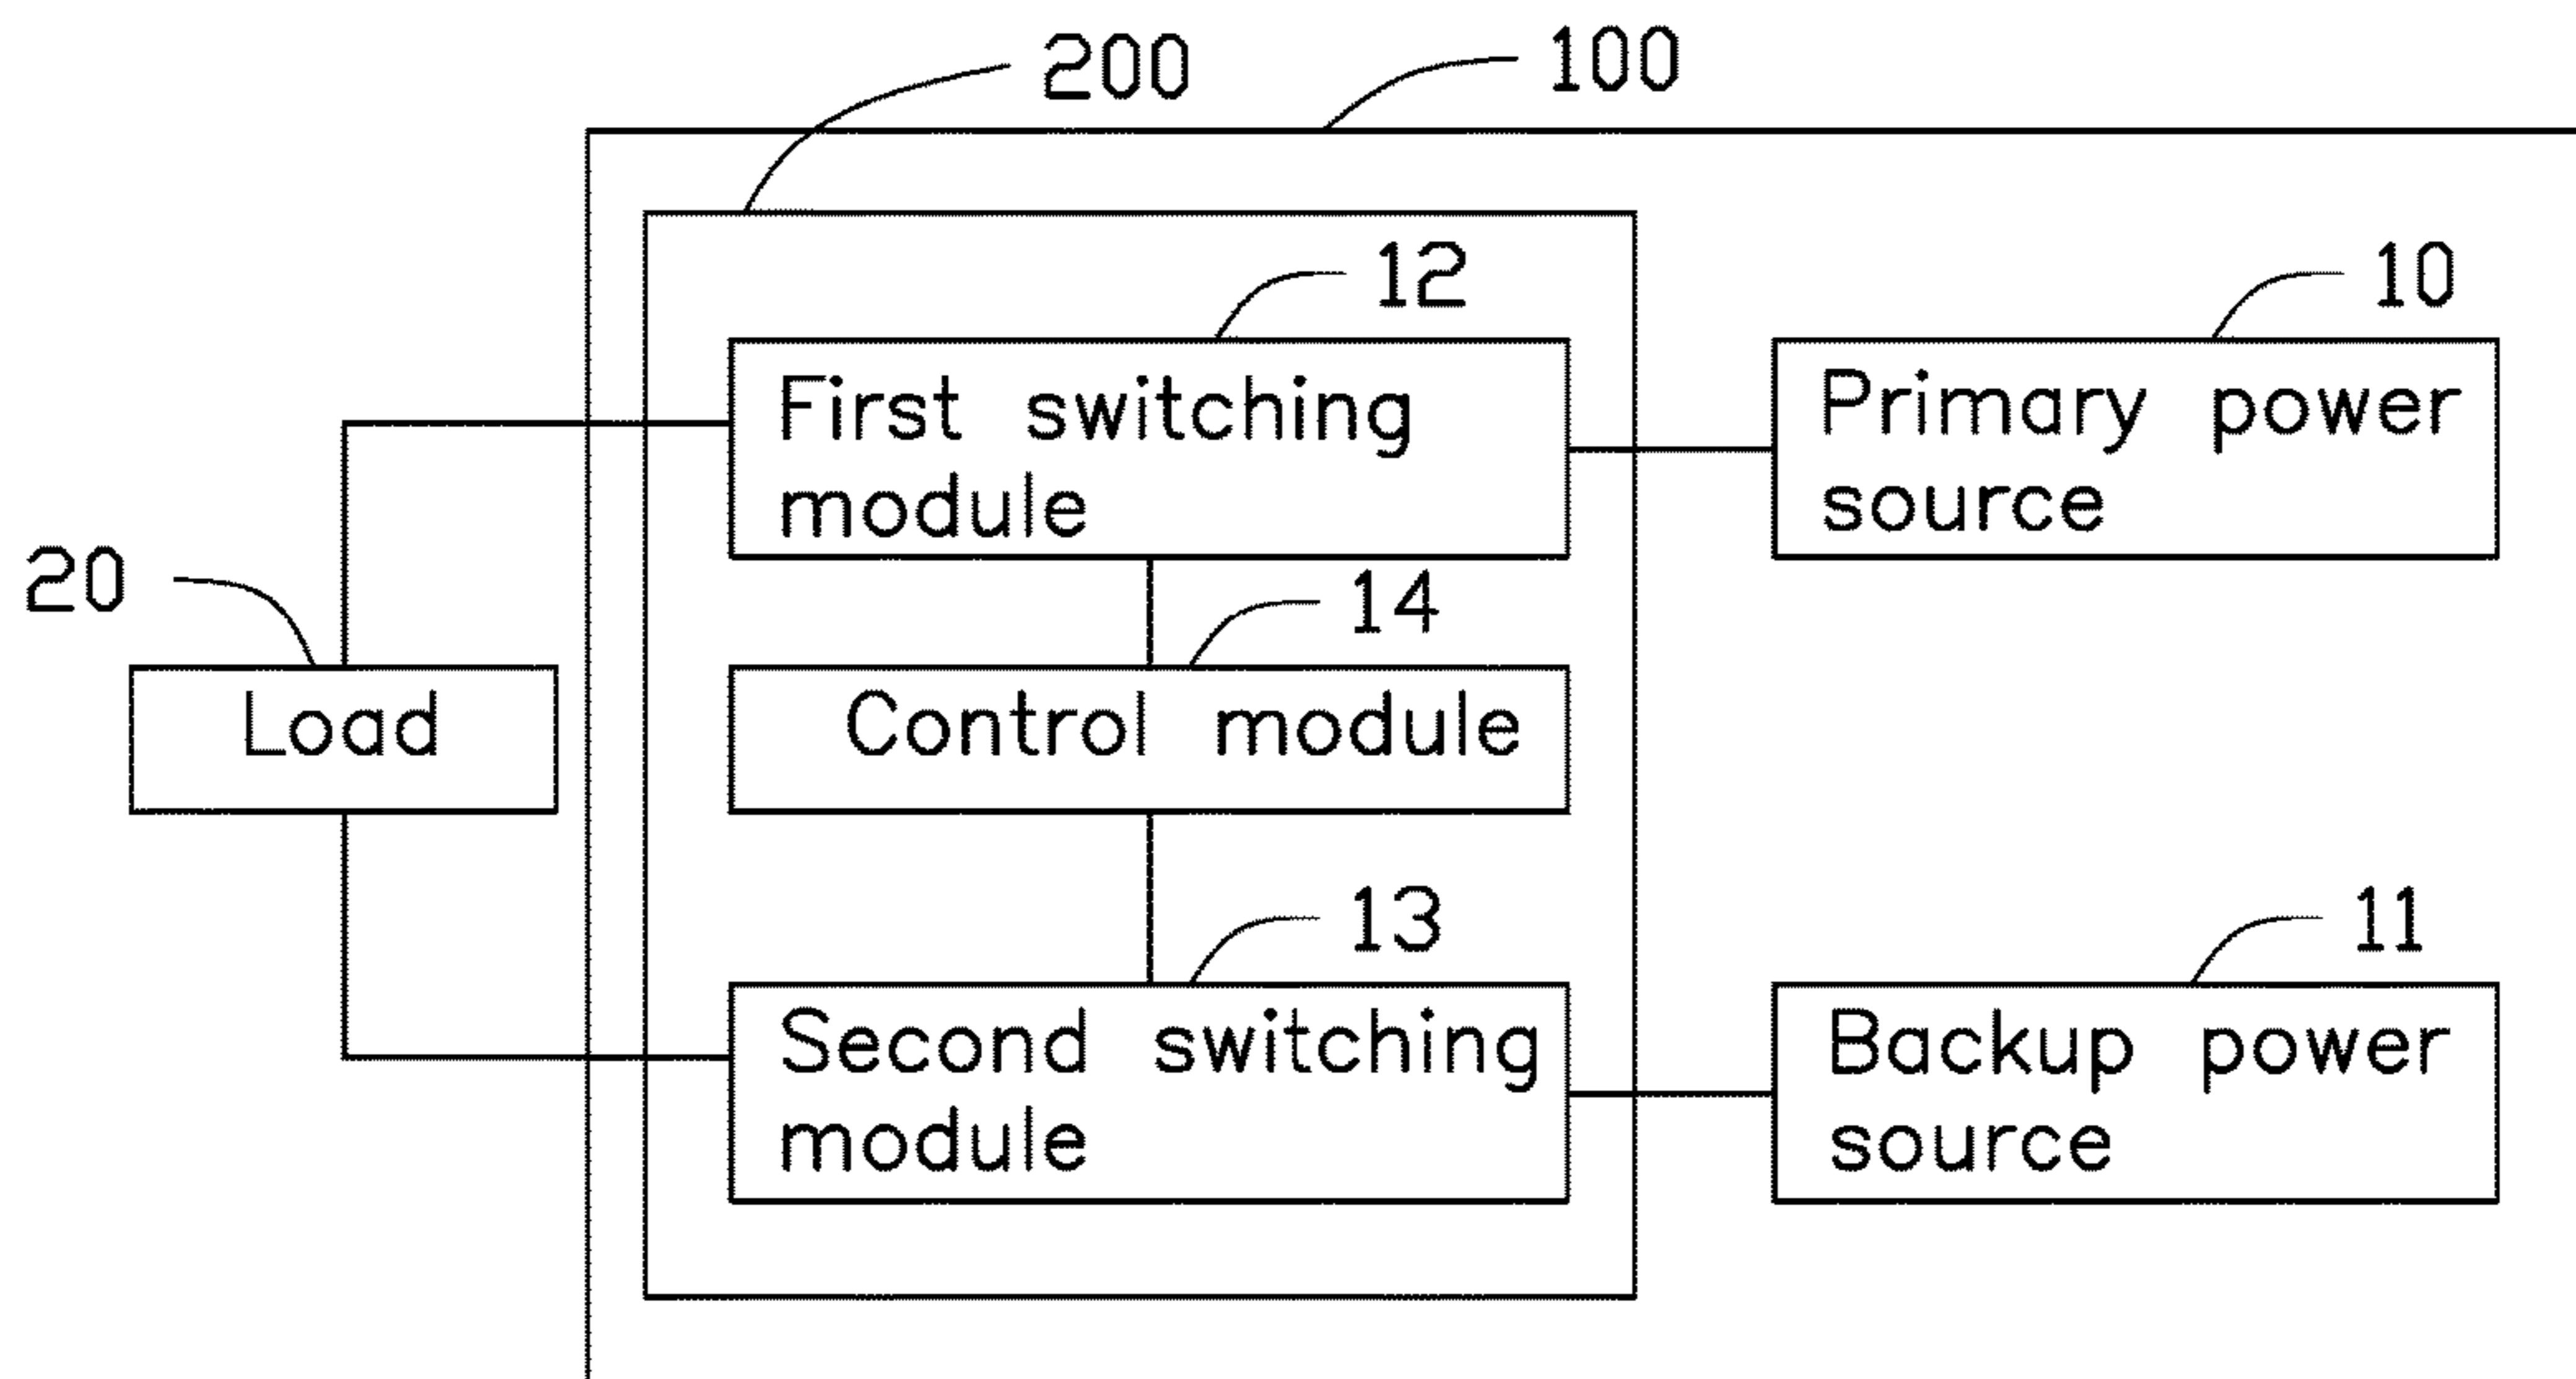 200
100
12
10
First switching
module
Primary power
source
20
14
Load
Control module
13
11
Second switching
module
Backup power
source